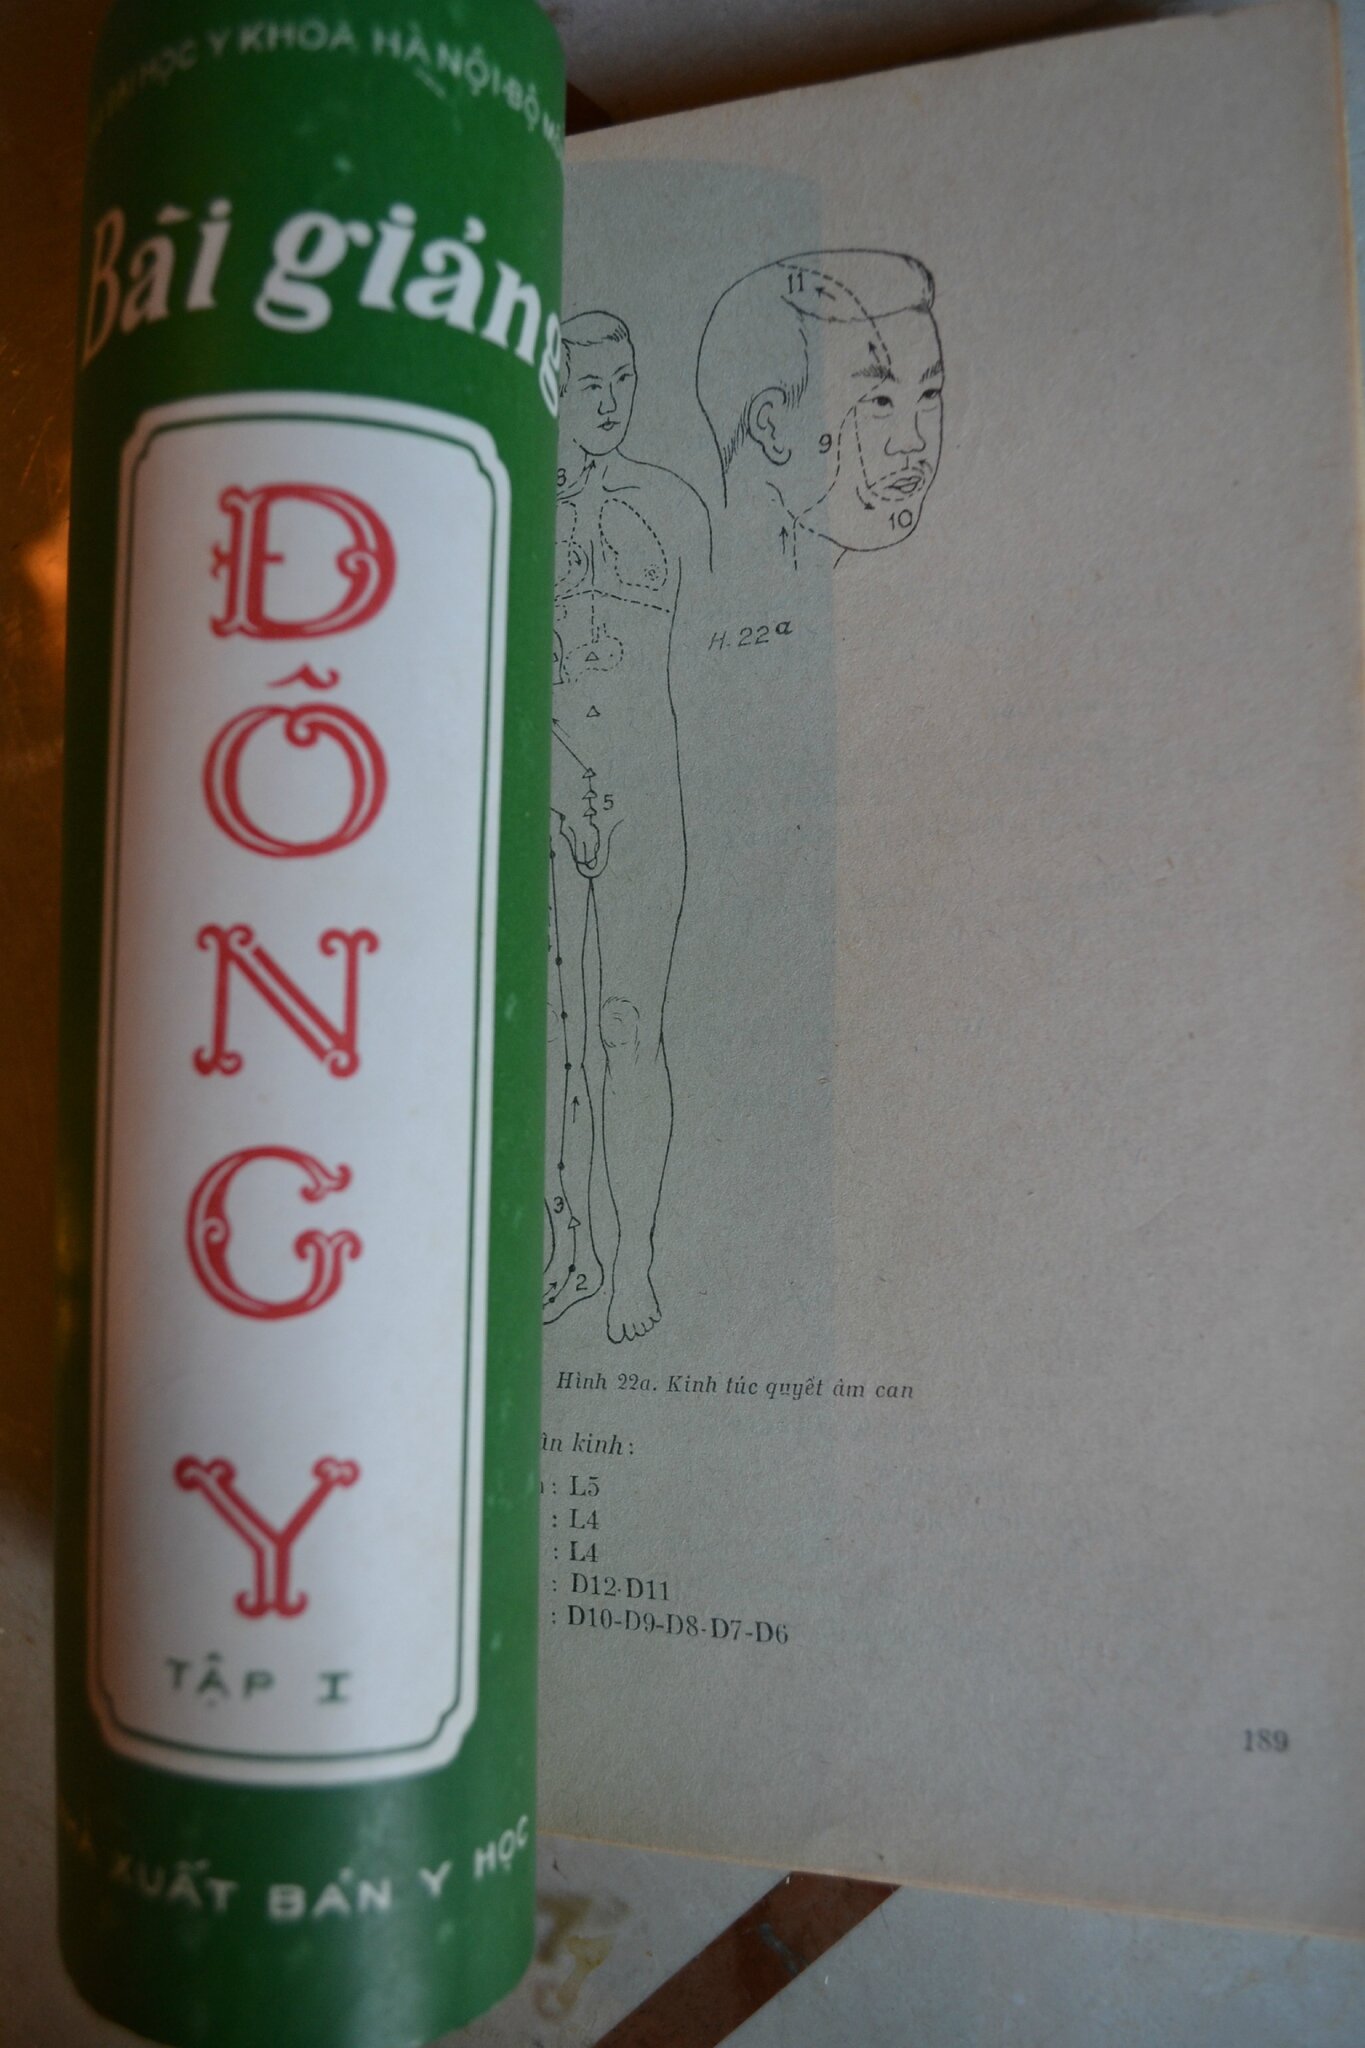 HỌC Y KHOA HÀ NỘI-BỘ
Bài giảng
ĐÔNG
Y
TẬP I
XUẤT BẢN Y HỌC
11
9
10
H. 22a
5
3
2
Hình 22a. Kinh túc quyết âm can
kinh:
: L5
: L4
: L4
: D12-D11
: D10-D9-D8-D7-D6
189